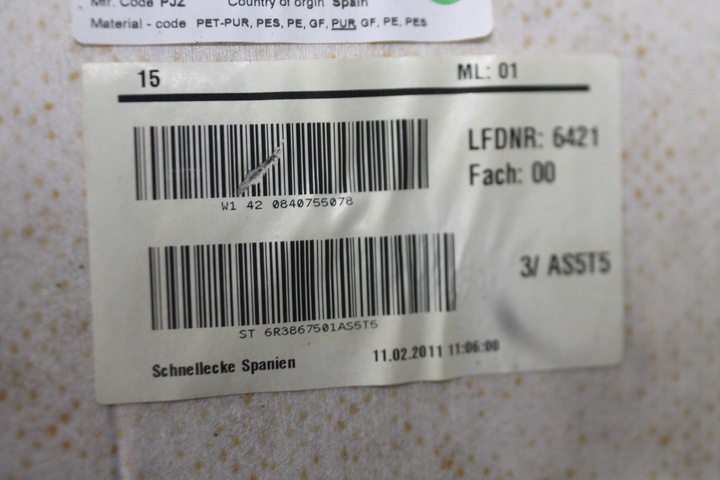 Mfr. Code PJZ Country of orgin Spain
Material - code PET-PUR, PES, PE, GF, PUR GF, PE, PES
15 ML: 01
LFDNR: 6421
Fach: 00
W1 42 0840755078
3/ AS5T5
ST 6R3867501AS5T5
Schnellecke Spanien 11.02.2011 11:06:00